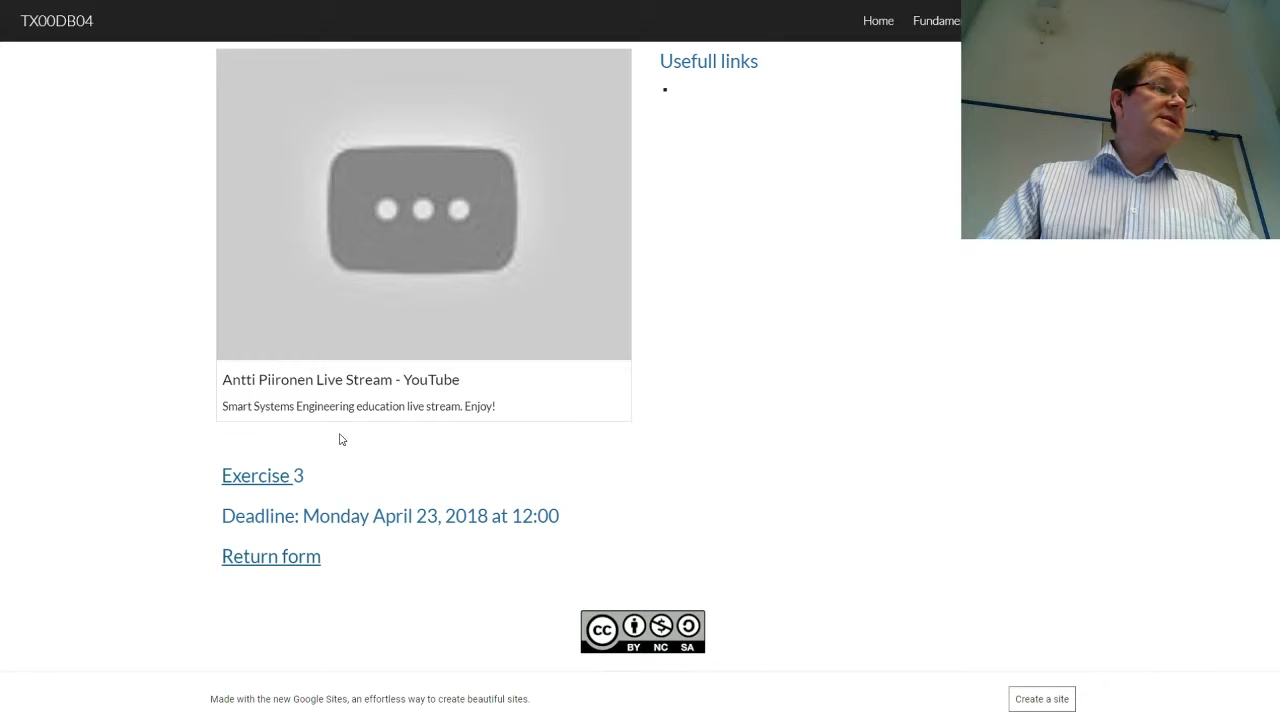 TX00DB04
Home
Usefull links
Antti Piironen Live Stream - YouTube
Smart Systems Engineering education live stream. Enjoy!
Exercise 3
Deadline: Monday April 23, 2018 at 12:00
Return form
CC BY NC SA
Made with the new Google Sites, an effortless way to create beautiful sites.
Create a site